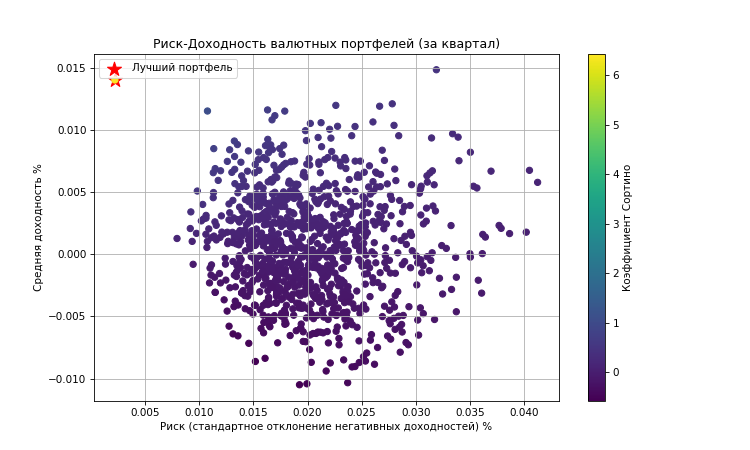 Риск-Доходность валютных портфелей (за квартал)
Лучший портфель
Средняя доходность %
0.015
0.010
0.005
0.000
−0.005
−0.010
0.005 0.010 0.015 0.020 0.025 0.030 0.035 0.040
Риск (стандартное отклонение негативных доходностей) %
6
5
4
3
2
1
0
Коэффициент Сортино